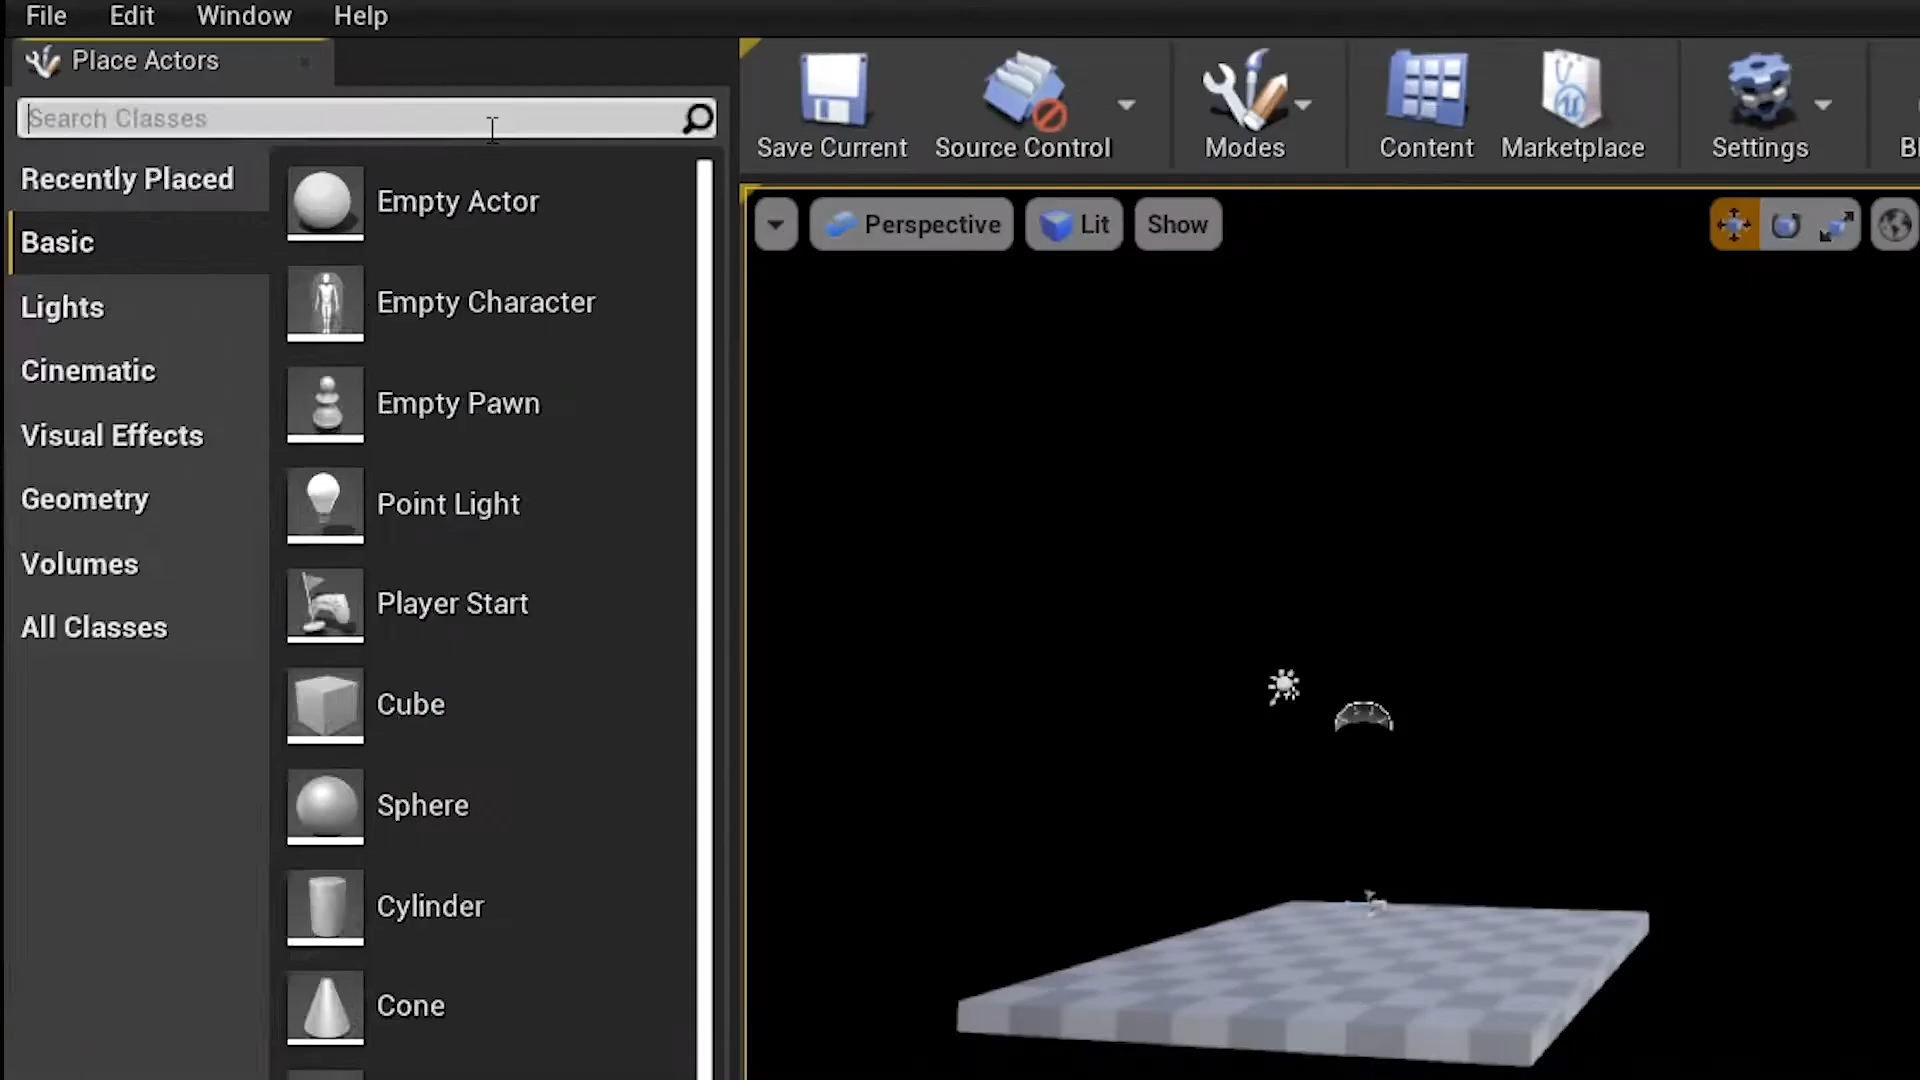 File Edit Window Help
Place Actors
Search Classes
Recently Placed
Basic
Lights
Cinematic
Visual Effects
Geometry
Volumes
All Classes
Empty Actor
Empty Character
Empty Pawn
Point Light
Player Start
Cube
Sphere
Cylinder
Cone
Save Current
Source Control
Modes
Content
Marketplace
Settings
Perspective
Lit
Show